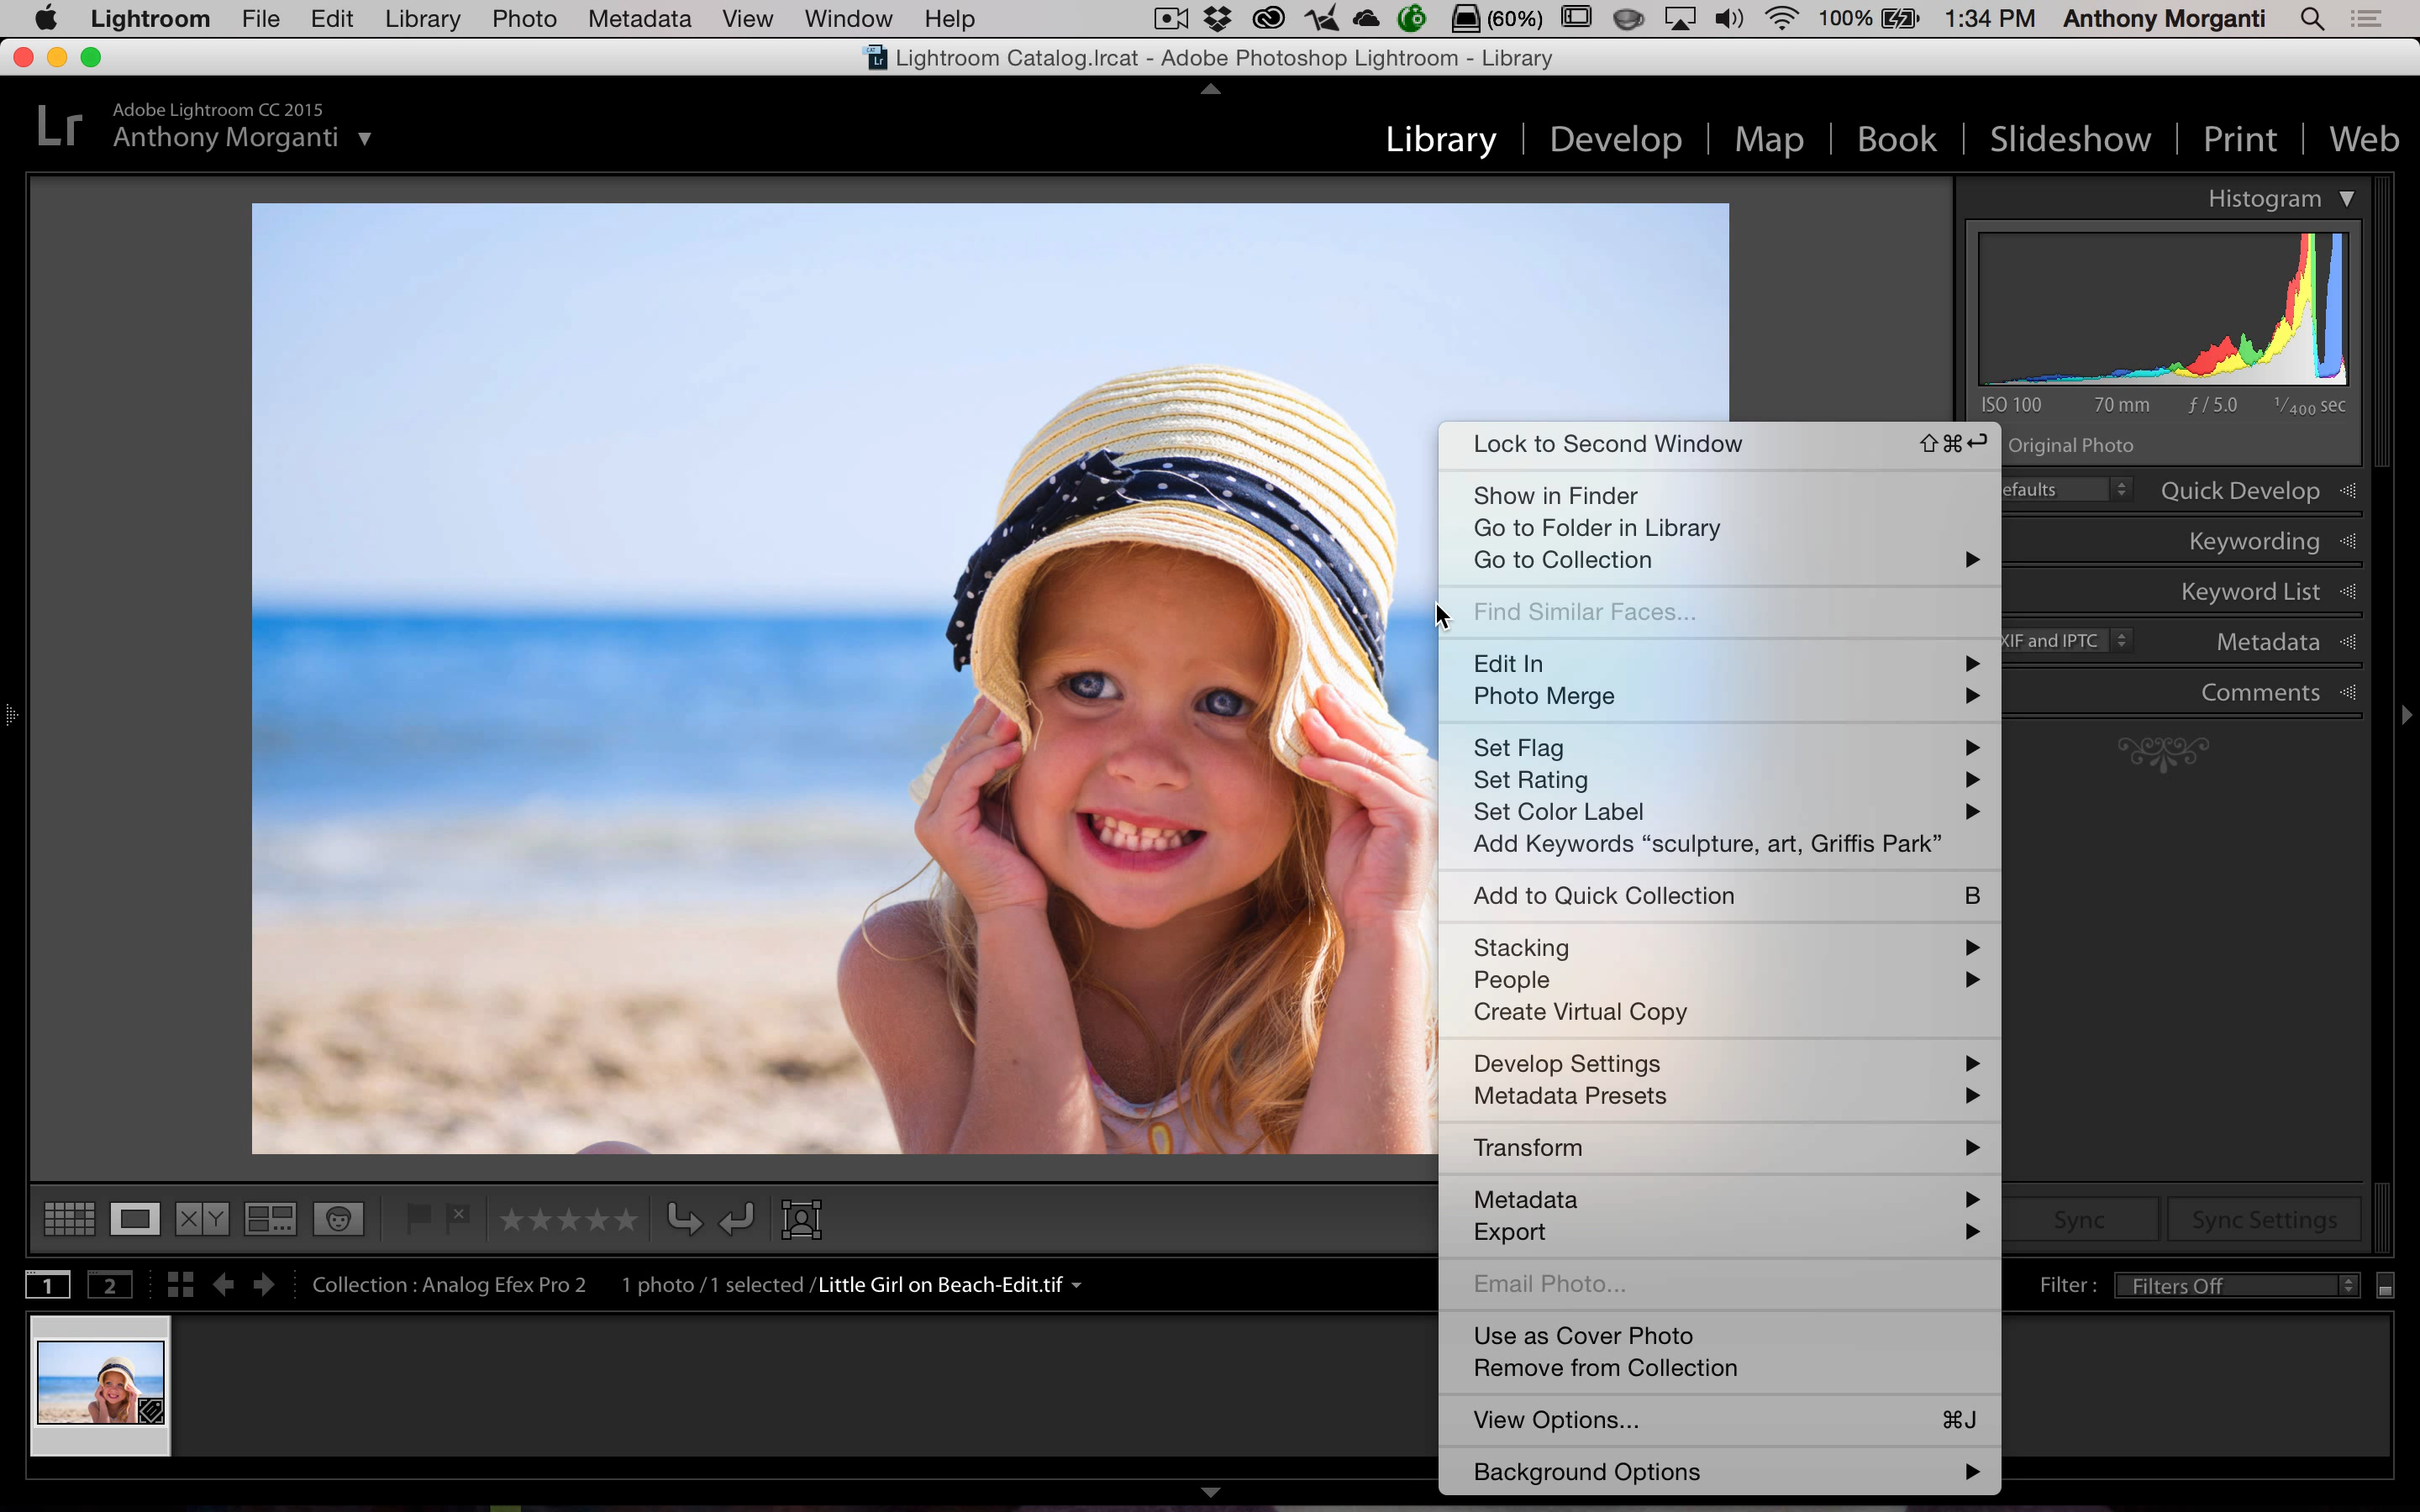 Lightroom File Edit Library Photo Metadata View Window Help (60%) 100% 1:34 PM Anthony Morganti
Lightroom Catalog.lrcat - Adobe Photoshop Lightroom - Library
Lr
Adobe Lightroom CC 2015
Anthony Morganti
Library | Develop | Map | Book | Slideshow | Print | Web
Histogram
ISO 100 70 mm ƒ / 5.0 1/400 sec
Original Photo
efaults Quick Develop
Keywording
Keyword List
XIF and IPTC Metadata
Comments
Lock to Second Window ⇧⌘↩
Show in Finder
Go to Folder in Library
Go to Collection
Find Similar Faces...
Edit In
Photo Merge
Set Flag
Set Rating
Set Color Label
Add Keywords “sculpture, art, Griffis Park”
Add to Quick Collection B
Stacking
People
Create Virtual Copy
Develop Settings
Metadata Presets
Transform
Metadata
Export
Email Photo...
Use as Cover Photo
Remove from Collection
View Options... ⌘J
Background Options
X Y
Sync Sync Settings
1 2 Collection : Analog Efex Pro 2 1 photo / 1 selected / Little Girl on Beach-Edit.tif
Filter : Filters Off